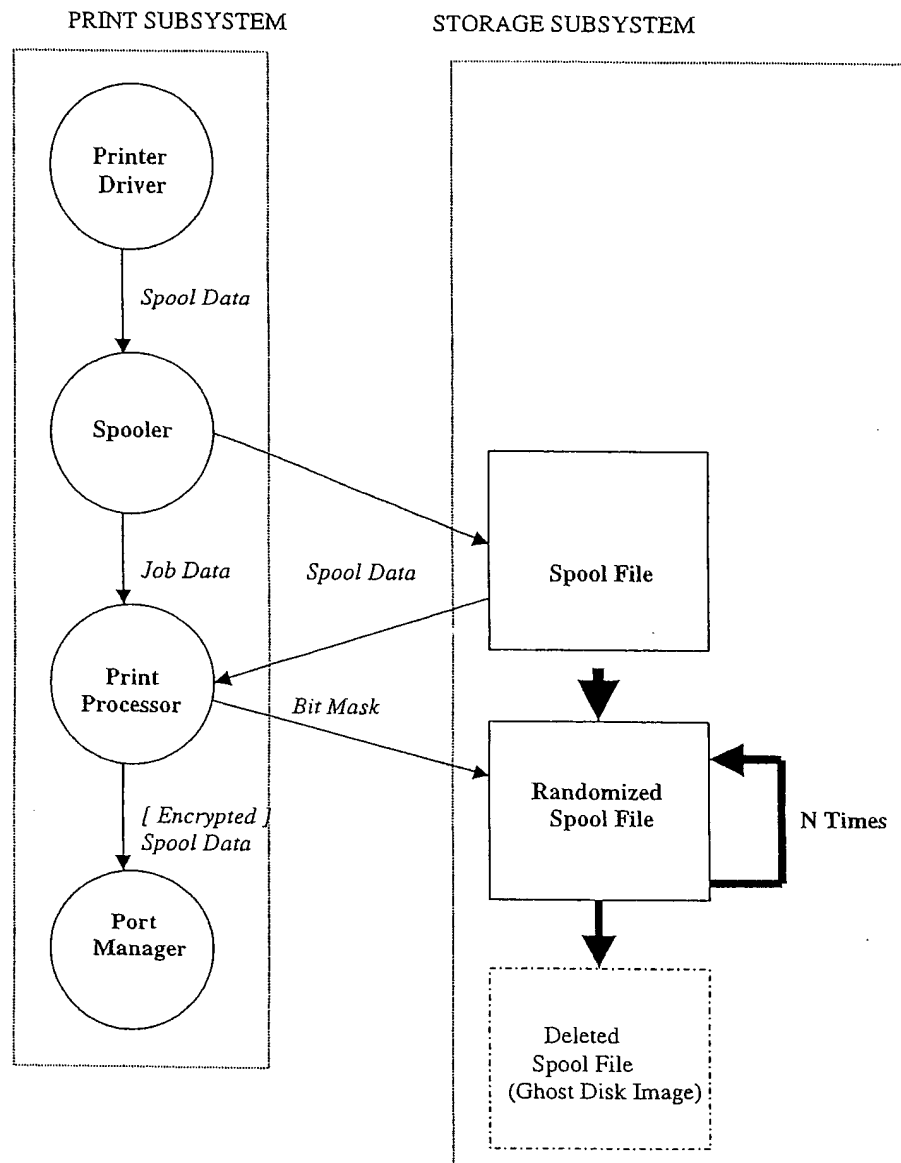 PRINT SUBSYSTEM
STORAGE SUBSYSTEM
Printer
Driver
Spool Data
Spooler
Job Data
Spool Data
Spool File
Print
Processor
Bit Mask
Randomized
Spool File
N Times
[ Encrypted ]
Spool Data
Port
Manager
Deleted
Spool File
(Ghost Disk Image)